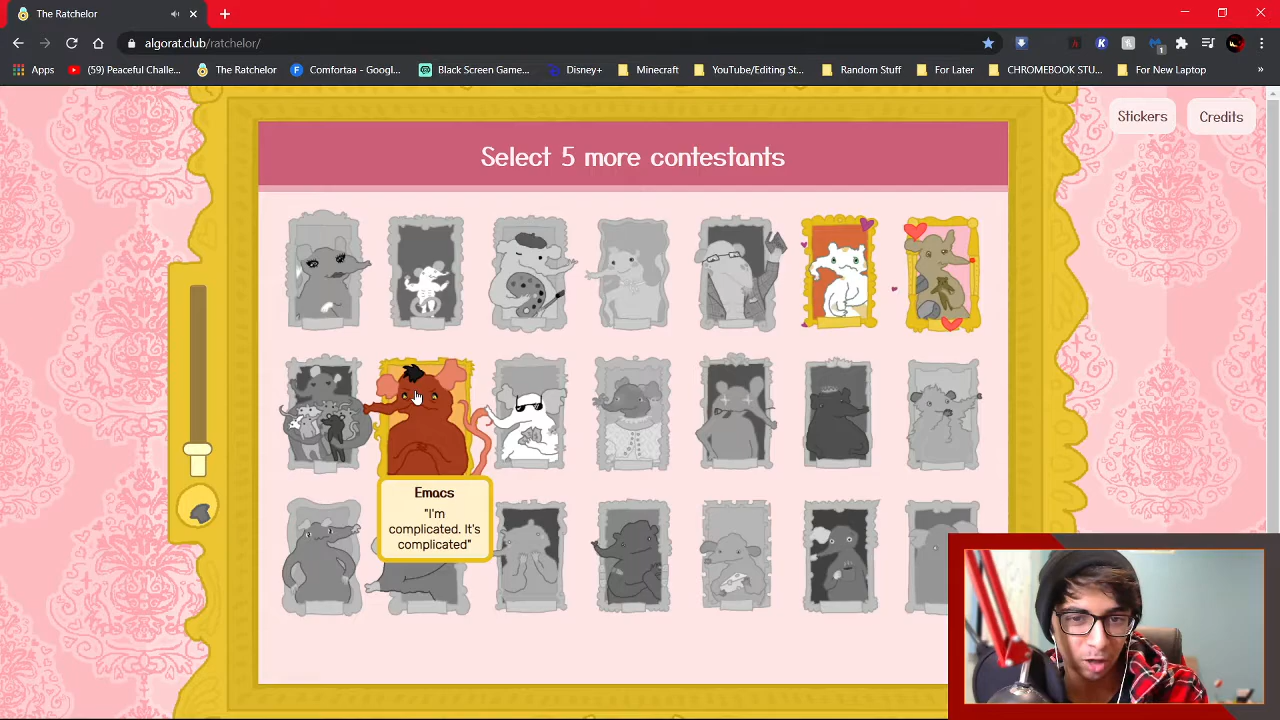 The Ratchelor
algorat.club/ratchelor/
1
Apps
(59) Peaceful Challe...
The Ratchelor
Comfortaa - Googl...
Black Screen Game...
Disney+
Minecraft
YouTube/Editing St...
Random Stuff
For Later
CHROMEBOOK STU...
For New Laptop
»
Stickers
Credits
Select 5 more contestants
Emacs
"I'm
complicated. It's
complicated"